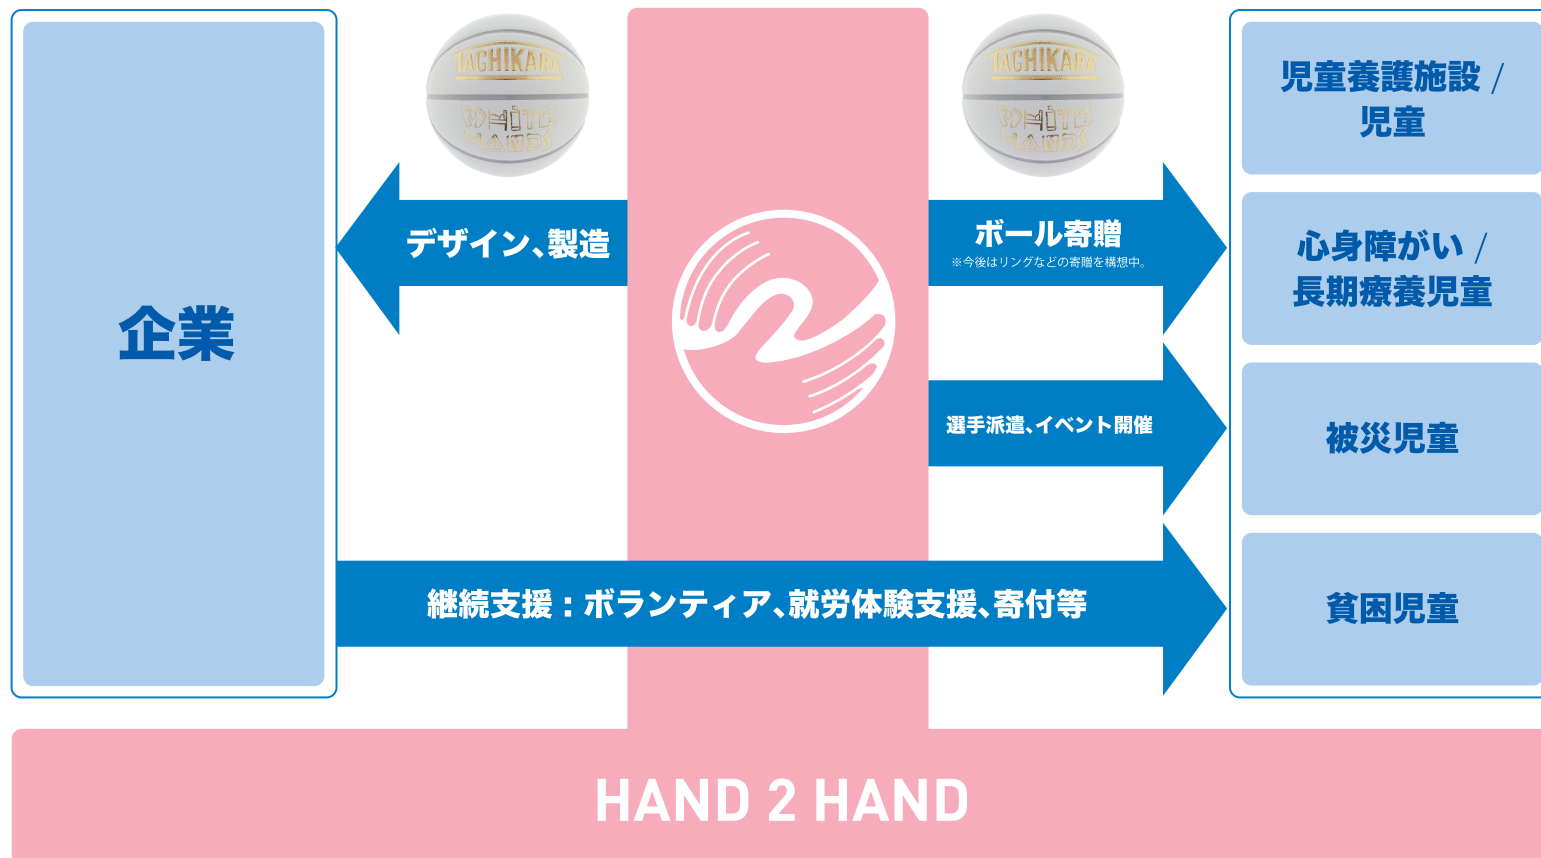 企業
TACHIKARA
WHITE
HANDS
デザイン、製造
TACHIKARA
WHITE
HANDS
ボール寄贈
※今後はリングなどの寄贈を構想中。
選手派遣、イベント開催
継続支援：ボランティア、就労体験支援、寄付等
児童養護施設 /
児童
心身障がい /
長期療養児童
被災児童
貧困児童
HAND 2 HAND